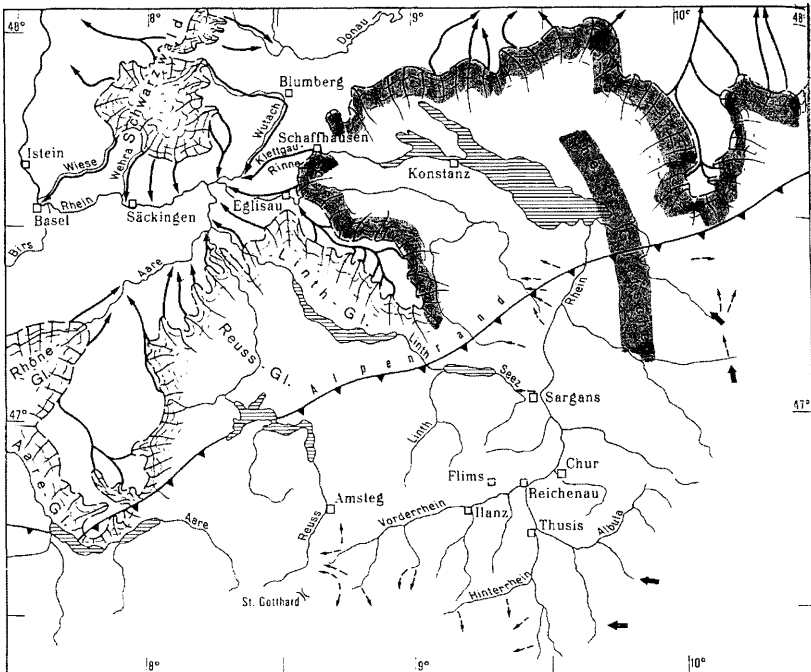 48°
8°
9°
10°
48°
Schwarzwald
Donau
Blumberg
Wutach
Wehra
Schaffhausen
Istein
Wiese
Klettgau-
Rinne
Konstanz
Rhein
Basel
Säckingen
Eglisau
Birs
Aare
Linth-G.
Rhein
Rhône
Gl.
Reuss-Gl.
Alpenrand
Linth
Seez
Sargans
47°
47°
Aare-Gl.
Linth
Flims
Chur
Reichenau
Amsteg
Vorderrhein
Ilanz
Thusis
Albula
Aare
Reuss
Hinterrhein
St. Gotthard
8°
9°
10°